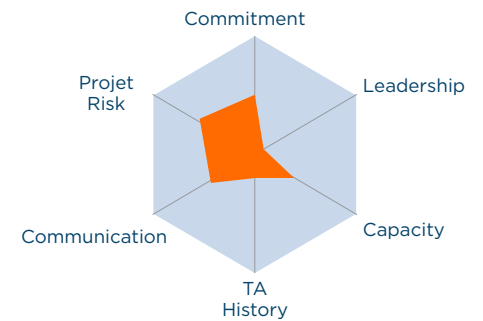 Commitment
Leadership
Projet
Risk
Communication
Capacity
TA
History